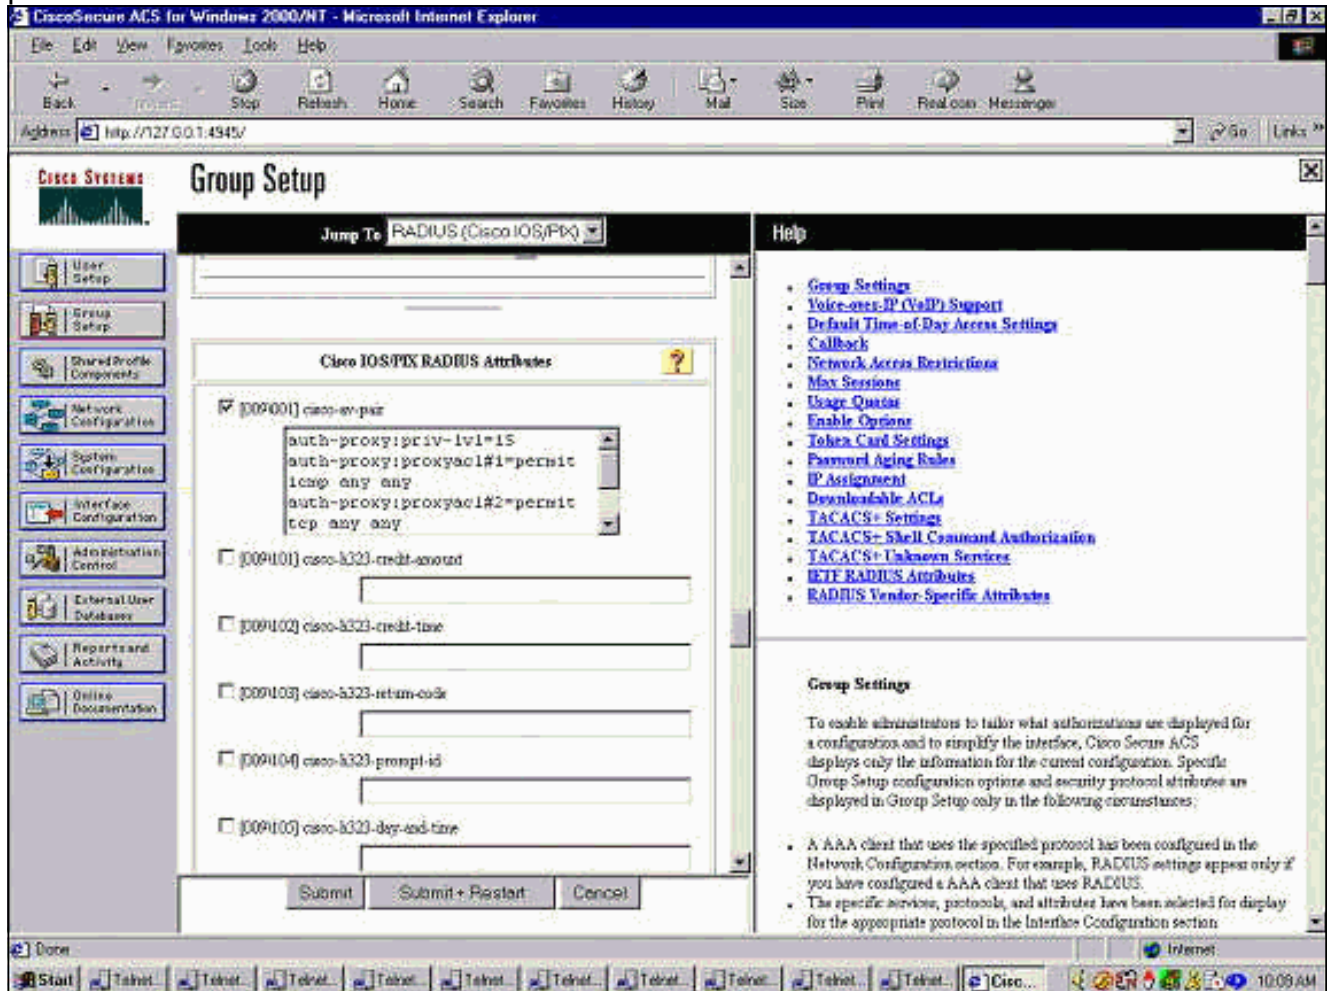 CiscoSecure ACS for Windows 2000/NT - Microsoft Internet Explorer
File Edit View Favorites Tools Help
Back Stop Refresh Home Search Favorites History Mail Size Print Real.com Messenger
Address http://127.0.0.1:4945/ Go Links »
CISCO SYSTEMS
Group Setup
Jump To RADIUS (Cisco IOS/PIX)
Help
User Setup
Group Setup
Shared Profile Components
Network Configuration
System Configuration
Interface Configuration
Administration Control
External User Databases
Reports and Activity
Online Documentation
Cisco IOS/PIX RADIUS Attributes ?
[009\001] cisco-av-pair
auth-proxy:priv-lvl=15
auth-proxy:proxyacl#1=permit
icmp any any
auth-proxy:proxyacl#2=permit
tcp any any
[009\101] cisco-h323-credit-amount
[009\102] cisco-h323-credit-time
[009\103] cisco-h323-return-code
[009\104] cisco-h323-prompt-id
[009\105] cisco-h323-day-and-time
Submit Submit + Restart Cancel
Group Settings
Voice-over-IP (VoIP) Support
Default Time-of-Day Access Settings
Callback
Network Access Restrictions
Max Sessions
Usage Quotas
Enable Options
Token Card Settings
Password Aging Rules
IP Assignment
Downloadable ACLs
TACACS+ Settings
TACACS+ Shell Command Authorization
TACACS+ Unknown Services
IETF RADIUS Attributes
RADIUS Vendor-Specific Attributes
Group Settings
To enable administrators to tailor what authorizations are displayed for
a configuration and to simplify the interface, Cisco Secure ACS
displays only the information for the current configuration. Specific
Group Setup configuration options and security protocol attributes are
displayed in Group Setup only in the following circumstances:
A AAA client that uses the specified protocol has been configured in the
Network Configuration section. For example, RADIUS settings appear only if
you have configured a AAA client that uses RADIUS.
The specific services, protocols, and attributes have been selected for display
for the appropriate protocol in the Interface Configuration section
Done Internet
Start Telnet... Telnet... Telnet... Telnet... Telnet... Telnet... Telnet... Telnet... Telnet... Cisc... 10:08 AM